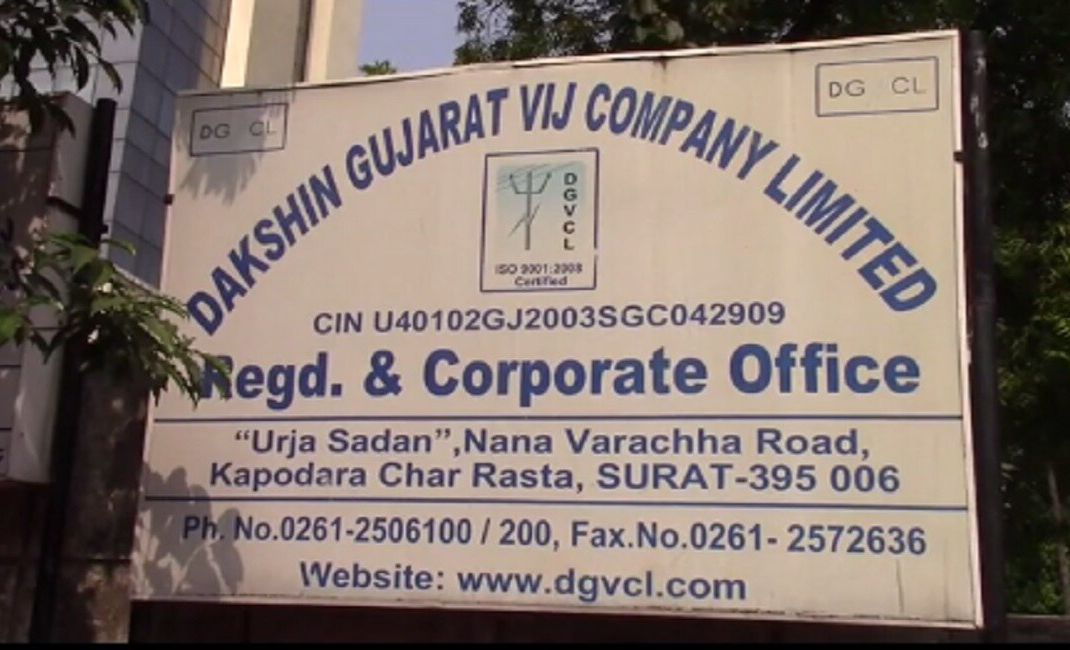 DG CL
DG CL
DAKSHIN GUJARAT VIJ COMPANY LIMITED
DGVCL
ISO 9001:2008
Certified
CIN U40102GJ2003SGC042909
Regd. & Corporate Office
“Urja Sadan”,Nana Varachha Road,
Kapodara Char Rasta, SURAT-395 006
Ph. No.0261-2506100 / 200, Fax.No.0261- 2572636
Website: www.dgvcl.com